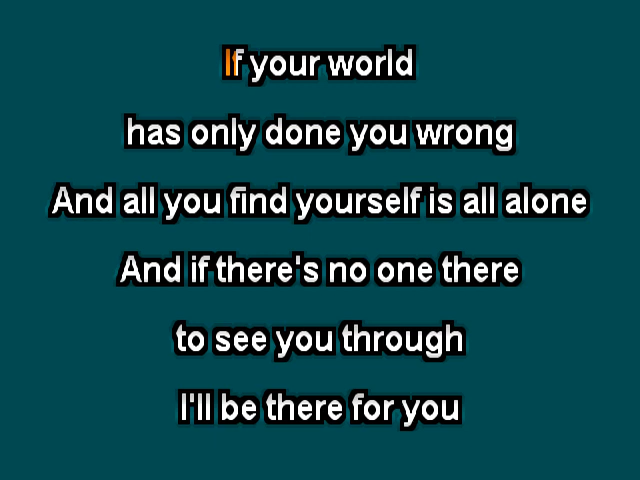 If your world
has only done you wrong
And all you find yourself is all alone
And if there's no one there
to see you through
I'll be there for you